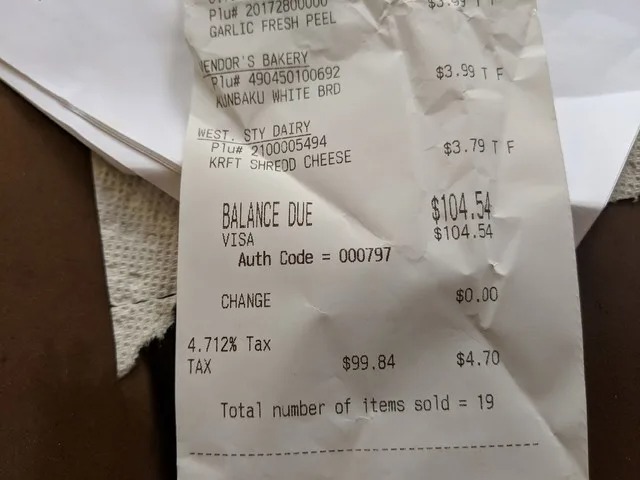 Plu# 20172800000
$3.99 T F
GARLIC FRESH PEEL
VENDOR'S BAKERY
Plu# 490450100692
$3.99 T F
KUNBAKU WHITE BRD
WEST. STY DAIRY
Plu# 2100005494
$3.79 T F
KRFT SHREDD CHEESE
BALANCE DUE $104.54
VISA $104.54
Auth Code = 000797
CHANGE $0.00
4.712% Tax
TAX $99.84 $4.70
Total number of items sold = 19